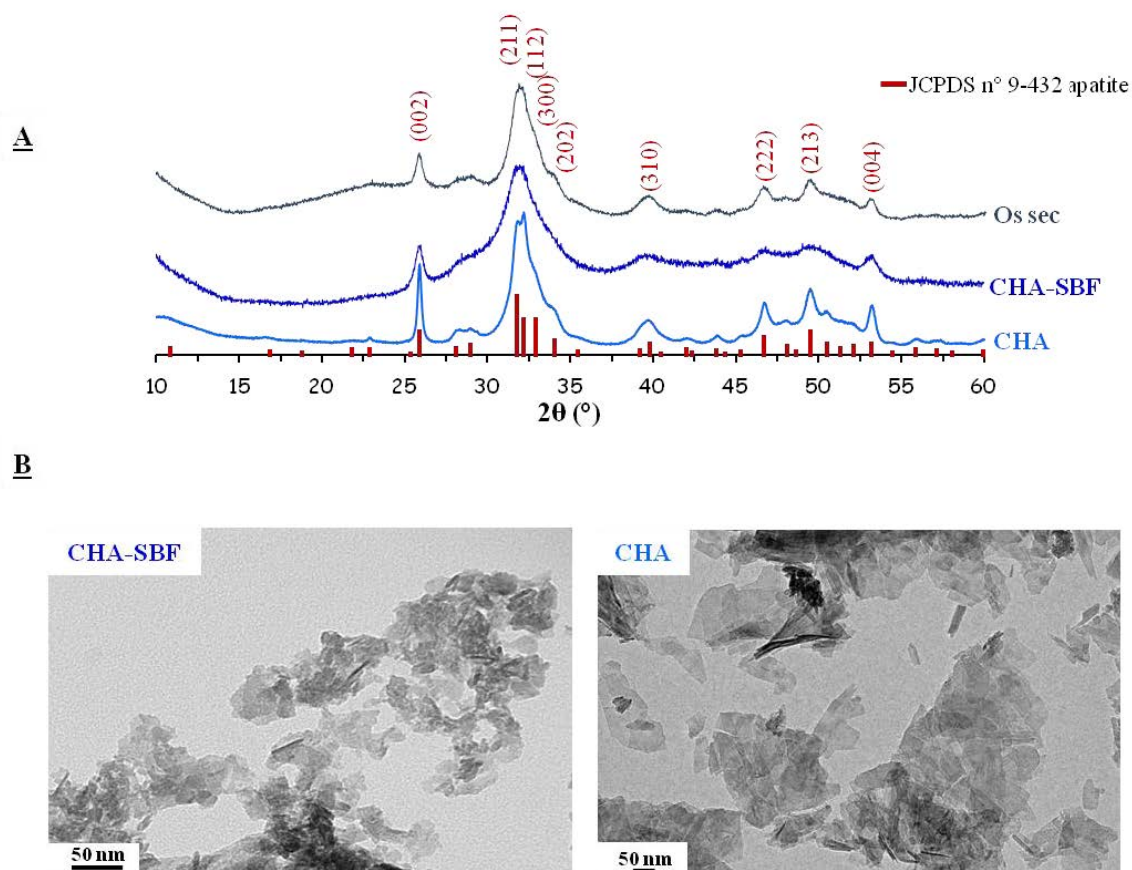 A
(002)
(211)
(112)
(300)
(202)
(310)
(222)
(213)
(004)
JCPDS n° 9-432 apatite
Os sec
CHA-SBF
CHA
10 15 20 25 30 35 40 45 50 55 60
2θ (°)
B
CHA-SBF
50 nm
CHA
50 nm